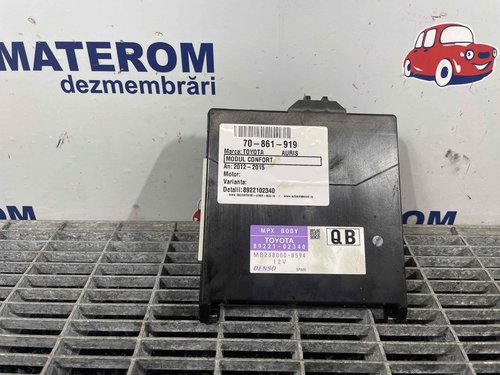 MATEROM
dezmembrări
70-861-919
Marca: TOYOTA AURIS
MODUL CONFORT
An: 2012-2015
Motor:
Varianta:
Detalii: 8922102340
MPX BODY
TOYOTA
89221-02340
QB
MB238000-8594
12V
DENSO
SPAIN